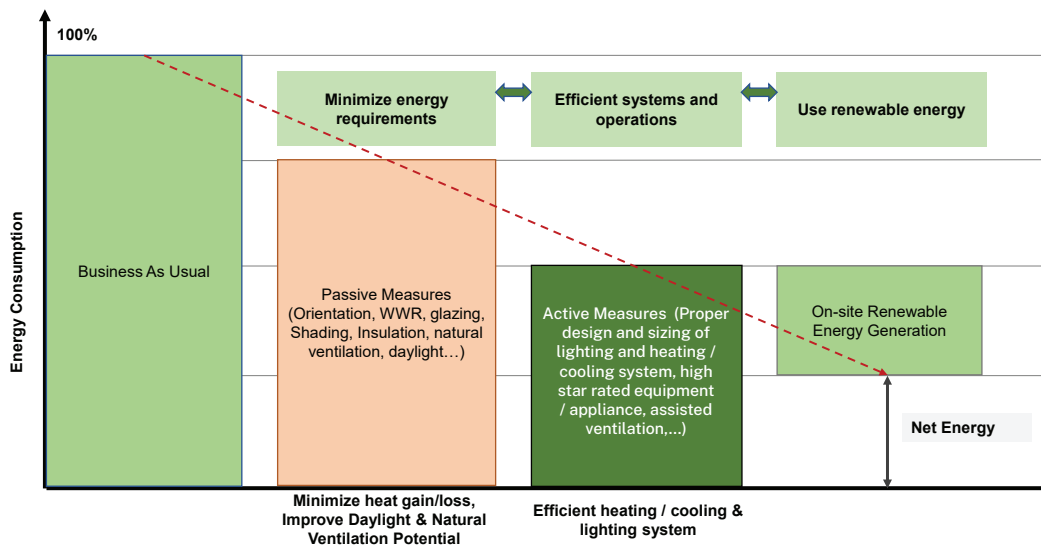 100%
Minimize energy
requirements
Efficient systems and
operations
Use renewable energy
Energy Consumption
Business As Usual
Passive Measures
(Orientation, WWR, glazing,
Shading, Insulation, natural
ventilation, daylight…)
Active Measures (Proper
design and sizing of
lighting and heating /
cooling system, high
star rated equipment
/ appliance, assisted
ventilation,...)
On-site Renewable
Energy Generation
Net Energy
Minimize heat gain/loss,
Improve Daylight & Natural
Ventilation Potential
Efficient heating / cooling &
lighting system